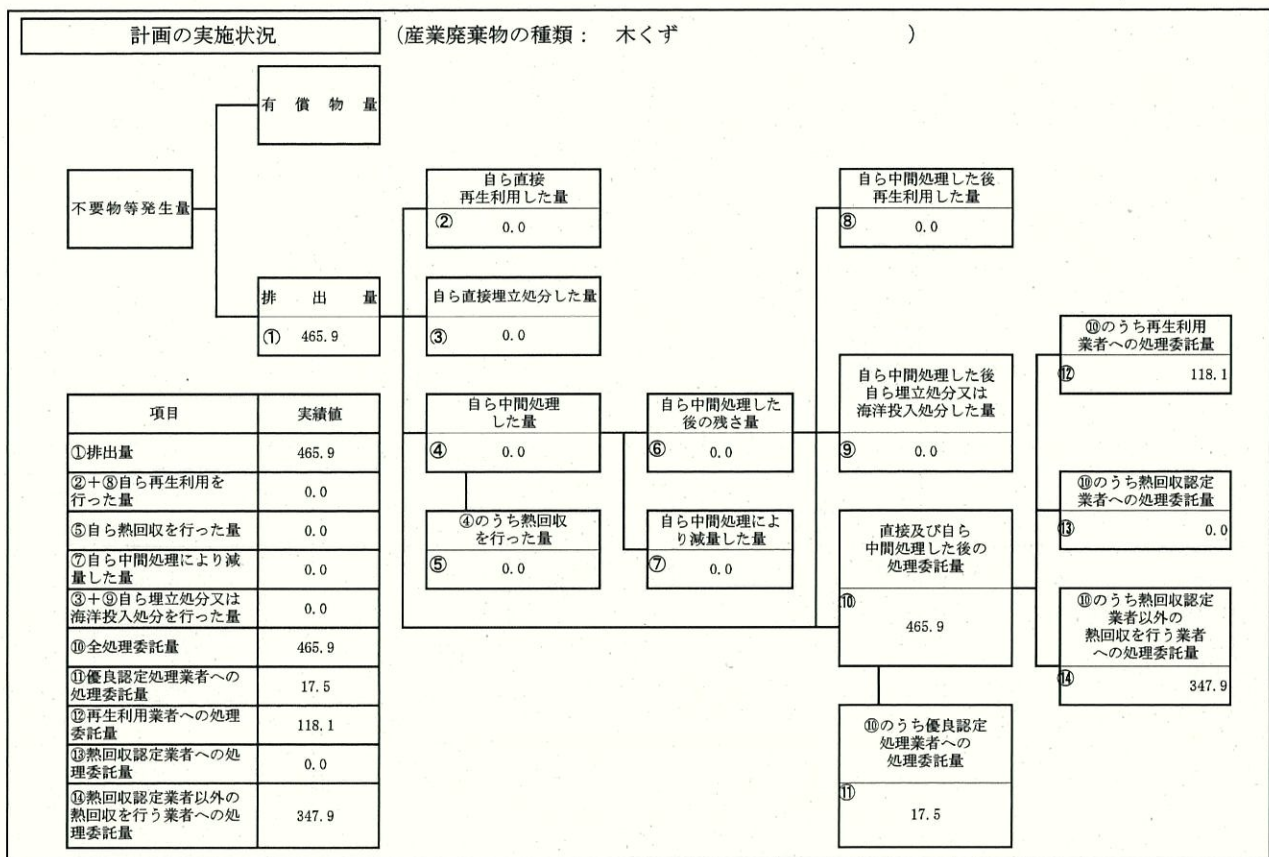 計画の実施状況
（産業廃棄物の種類： 木くず ）
有償物量
不要物等発生量
排出量
① 465.9
自ら直接
再生利用した量
② 0.0
自ら直接埋立処分した量
③ 0.0
自ら中間処理
した量
④ 0.0
④のうち熱回収
を行った量
⑤ 0.0
自ら中間処理した
後の残さ量
⑥ 0.0
自ら中間処理によ
り減量した量
⑦ 0.0
自ら中間処理した後
再生利用した量
⑧ 0.0
自ら中間処理した後
自ら埋立処分又は
海洋投入処分した量
⑨ 0.0
直接及び自ら
中間処理した後の
処理委託量
⑩ 465.9
⑩のうち優良認定
処理業者への
処理委託量
⑪ 17.5
⑩のうち再生利用
業者への処理委託量
⑫ 118.1
⑩のうち熱回収認定
業者への処理委託量
⑬ 0.0
⑩のうち熱回収認定
業者以外の
熱回収を行う業者
への処理委託量
⑭ 347.9
項目 実績値
①排出量 465.9
②＋⑧自ら再生利用を
行った量 0.0
⑤自ら熱回収を行った量 0.0
⑦自ら中間処理により減
量した量 0.0
③＋⑨自ら埋立処分又は
海洋投入処分を行った量 0.0
⑩全処理委託量 465.9
⑪優良認定処理業者への
処理委託量 17.5
⑫再生利用業者への処理
委託量 118.1
⑬熱回収認定業者への処
理委託量 0.0
⑭熱回収認定業者以外の
熱回収を行う業者への処
理委託量 347.9